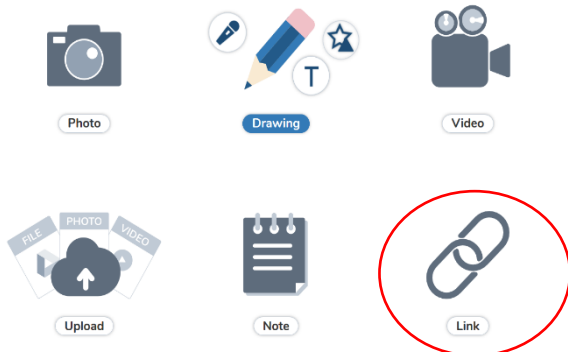 T
Photo
Drawing
Video
FILE
PHOTO
VIDEO
Upload
Note
Link